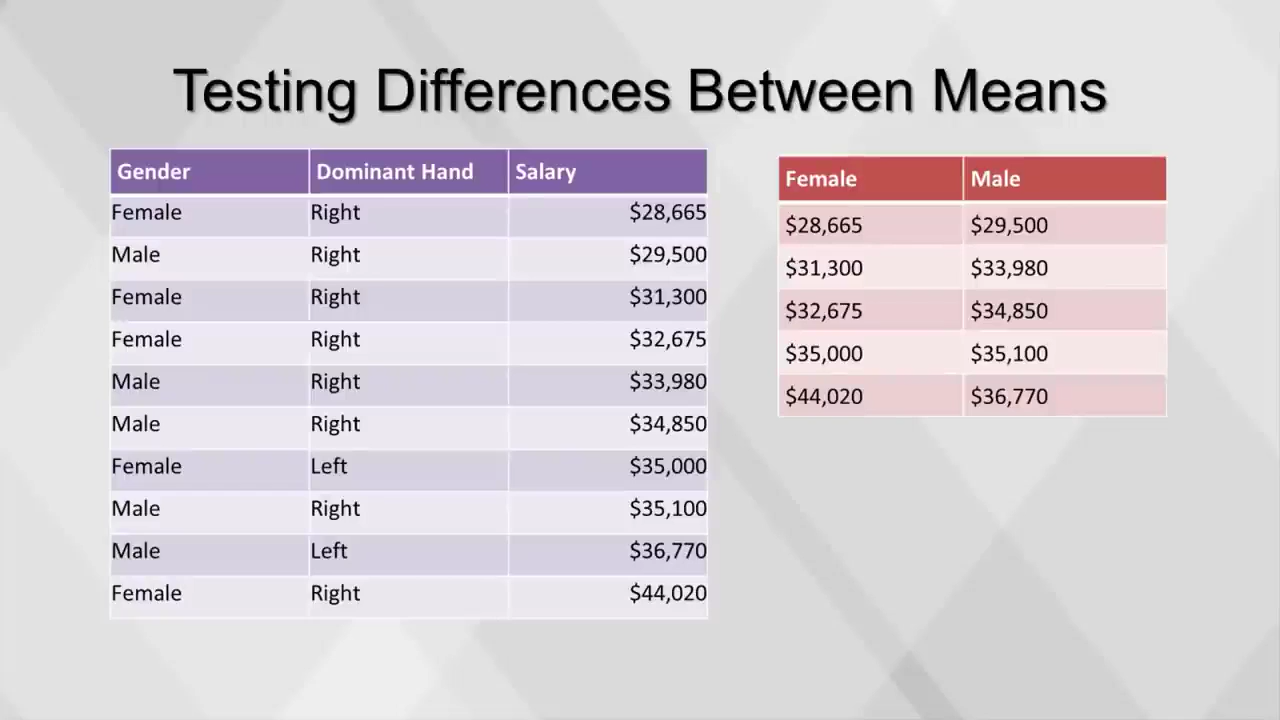 Testing Differences Between Means
Gender Dominant Hand Salary
Female Right $28,665
Male Right $29,500
Female Right $31,300
Female Right $32,675
Male Right $33,980
Male Right $34,850
Female Left $35,000
Male Right $35,100
Male Left $36,770
Female Right $44,020
Female Male
$28,665 $29,500
$31,300 $33,980
$32,675 $34,850
$35,000 $35,100
$44,020 $36,770